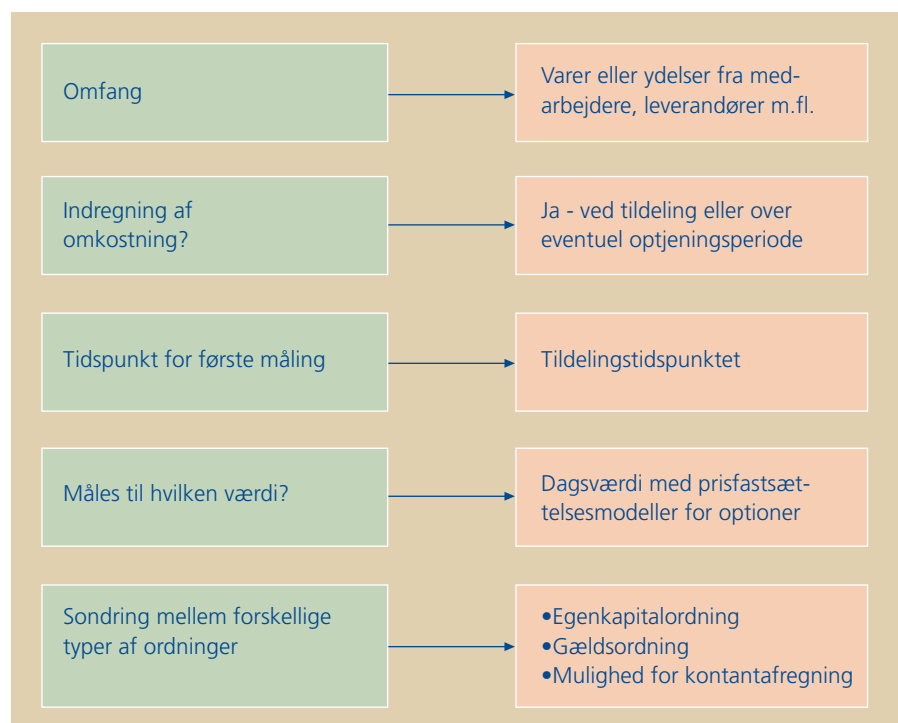 Omfang
Varer eller ydelser fra med-
arbejdere, leverandører m.fl.
Indregning af
omkostning?
Ja - ved tildeling eller over
eventuel optjeningsperiode
Tidspunkt for første måling
Tildelingstidspunktet
Måles til hvilken værdi?
Dagsværdi med prisfastsæt-
telsesmodeller for optioner
Sondring mellem forskellige
typer af ordninger
•Egenkapitalordning
•Gældsordning
•Mulighed for kontantafregning